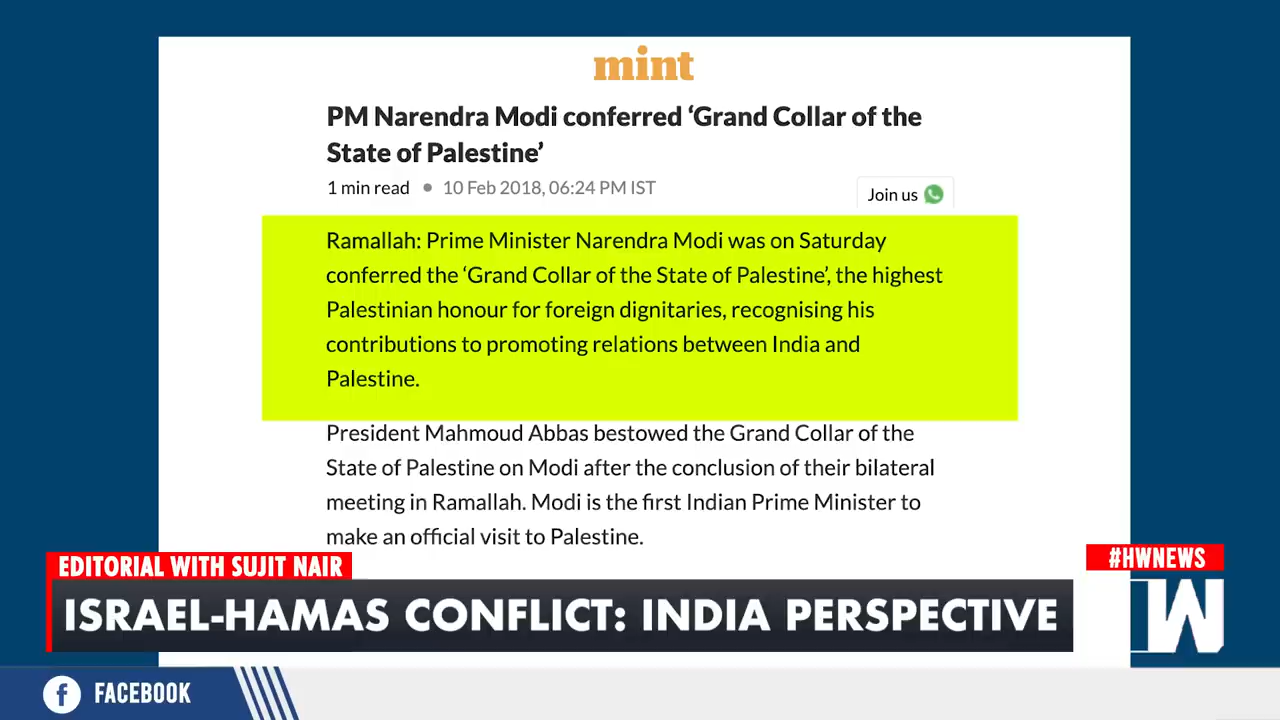 mint
PM Narendra Modi conferred ‘Grand Collar of the
State of Palestine’
1 min read • 10 Feb 2018, 06:24 PM IST
Join us
Ramallah: Prime Minister Narendra Modi was on Saturday
conferred the ‘Grand Collar of the State of Palestine’, the highest
Palestinian honour for foreign dignitaries, recognising his
contributions to promoting relations between India and
Palestine.
President Mahmoud Abbas bestowed the Grand Collar of the
State of Palestine on Modi after the conclusion of their bilateral
meeting in Ramallah. Modi is the first Indian Prime Minister to
make an official visit to Palestine.
EDITORIAL WITH SUJIT NAIR
#HWNEWS
ISRAEL-HAMAS CONFLICT: INDIA PERSPECTIVE
W
f FACEBOOK